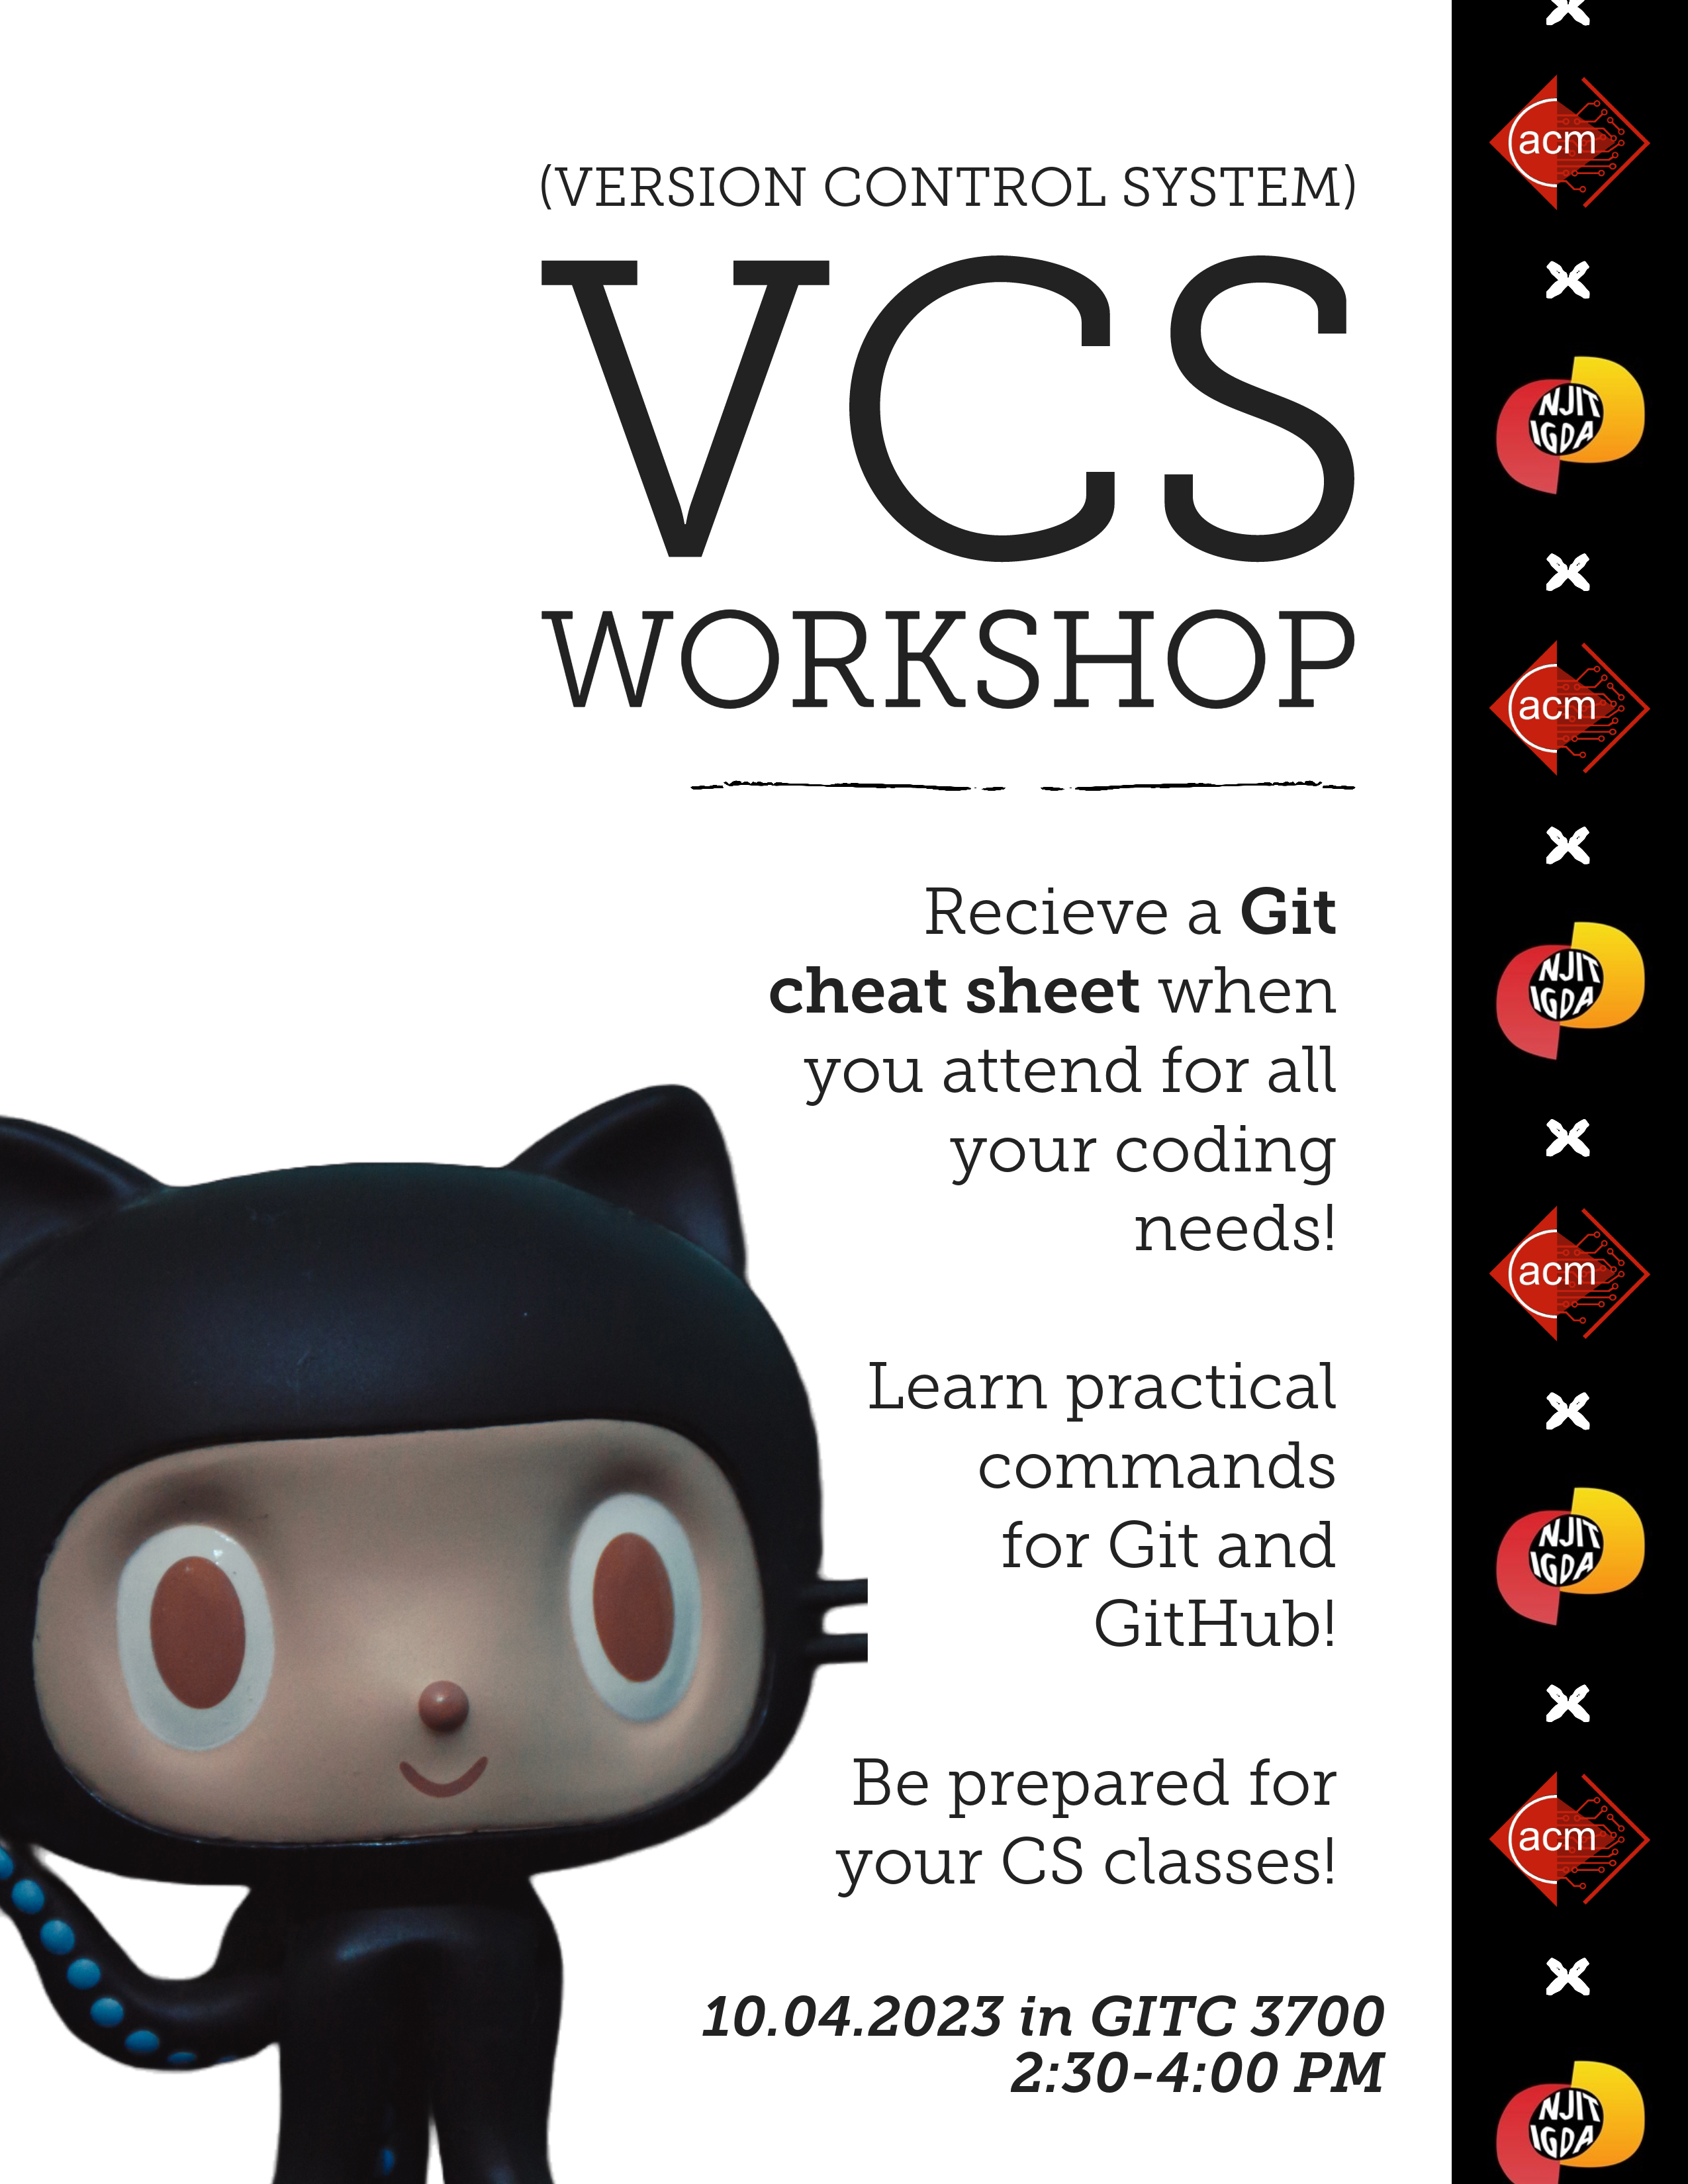 (VERSION CONTROL SYSTEM)
VCS
WORKSHOP
Recieve a Git
cheat sheet when
you attend for all
your coding
needs!
Learn practical
commands
for Git and
GitHub!
Be prepared for
your CS classes!
10.04.2023 in GITC 3700
2:30-4:00 PM
acm
NJIT
IGDA
acm
NJIT
IGDA
acm
NJIT
IGDA
acm
NJIT
IGDA